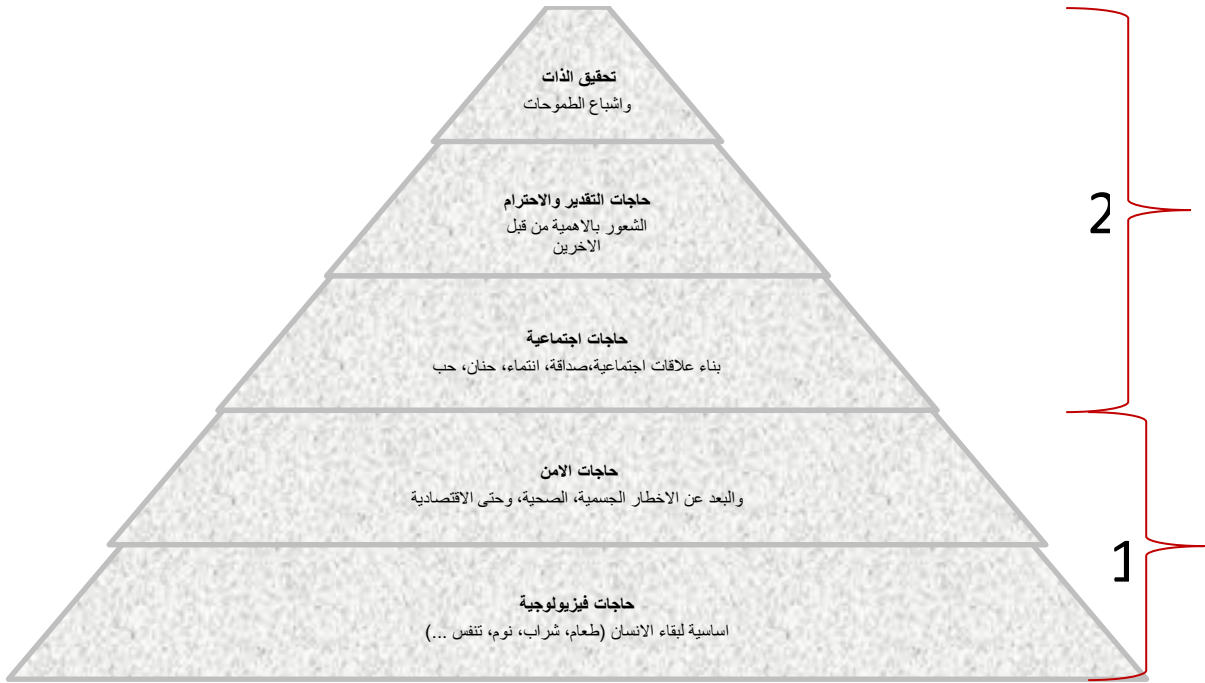 تحقيق الذات
واشباع الطموحات
حاجات التقدير والاحترام
الشعور بالاهمية من قبل
الاخرين
2
حاجات اجتماعية
بناء علاقات اجتماعية،صداقة، انتماء، حنان، حب
حاجات الامن
والبعد عن الاخطار الجسمية، الصحية، وحتى الاقتصادية
1
حاجات فيزيولوجية
اساسية لبقاء الانسان (طعام، شراب، نوم، تنفس ...)